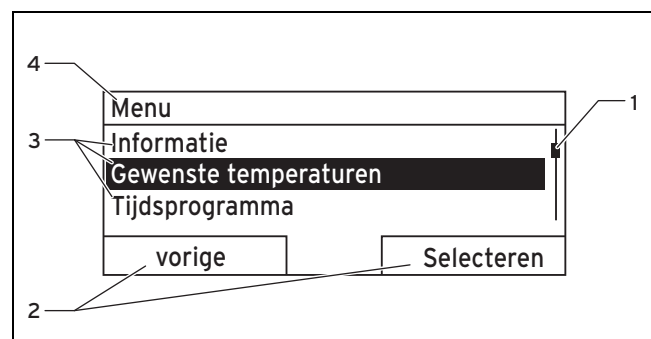 4
Menu
1
3
Informatie
Gewenste temperaturen
Tijdsprogramma
vorige
Selecteren
2